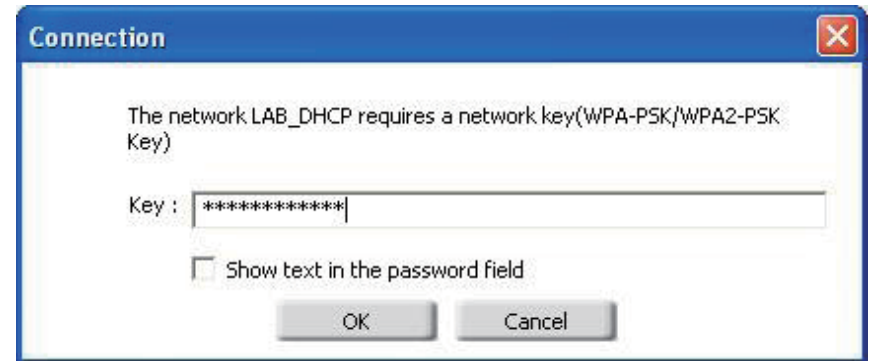 Connection
The network LAB_DHCP requires a network key(WPA-PSK/WPA2-PSK
Key)
Key : ************
Show text in the password field
OK Cancel